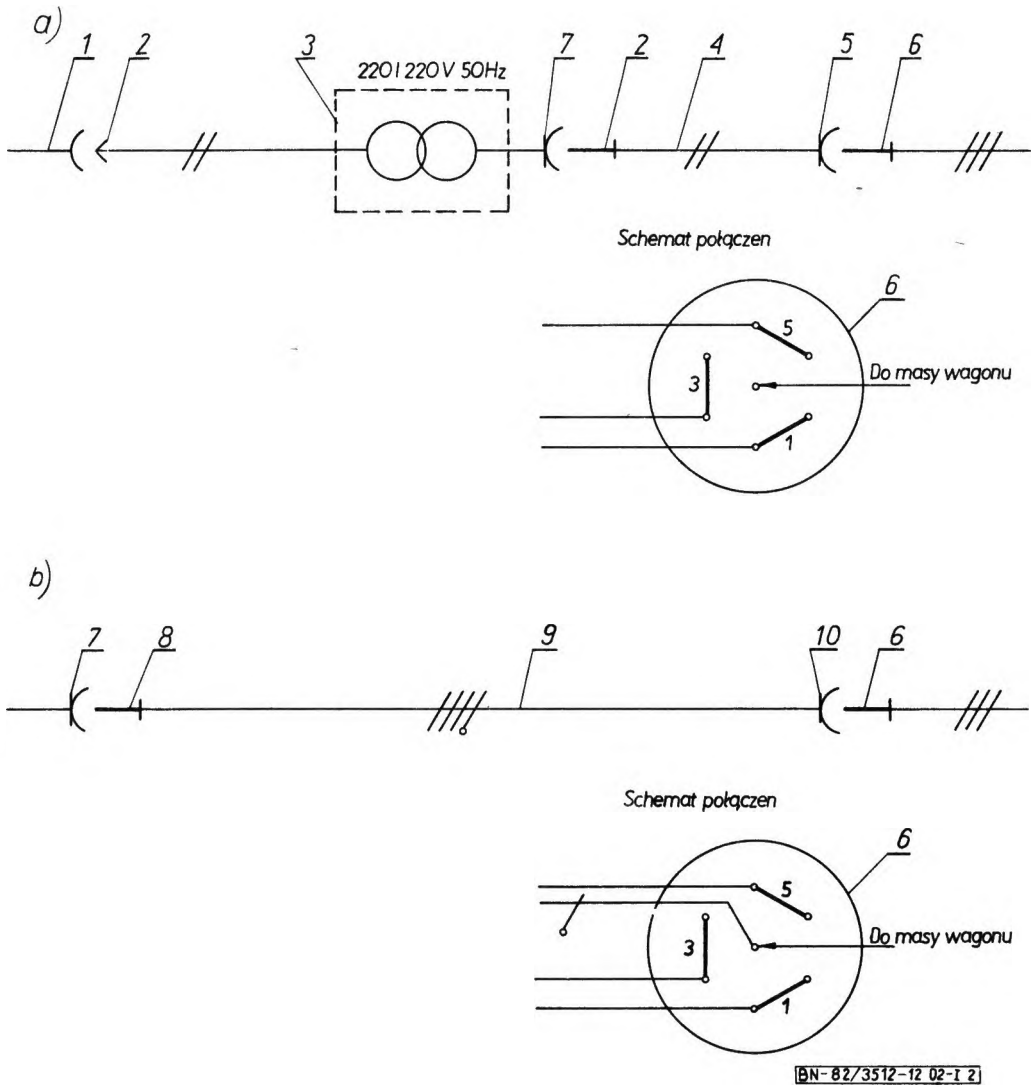 a)
1 2 3 7 2 4 5 6
220/220V 50Hz
Schemat połączen
6
5
3
Do masy wagonu
1
b)
7 8 9 10 6
Schemat połączen
6
5
3
Do masy wagonu
1
BN-82/3512-12 02-I 2